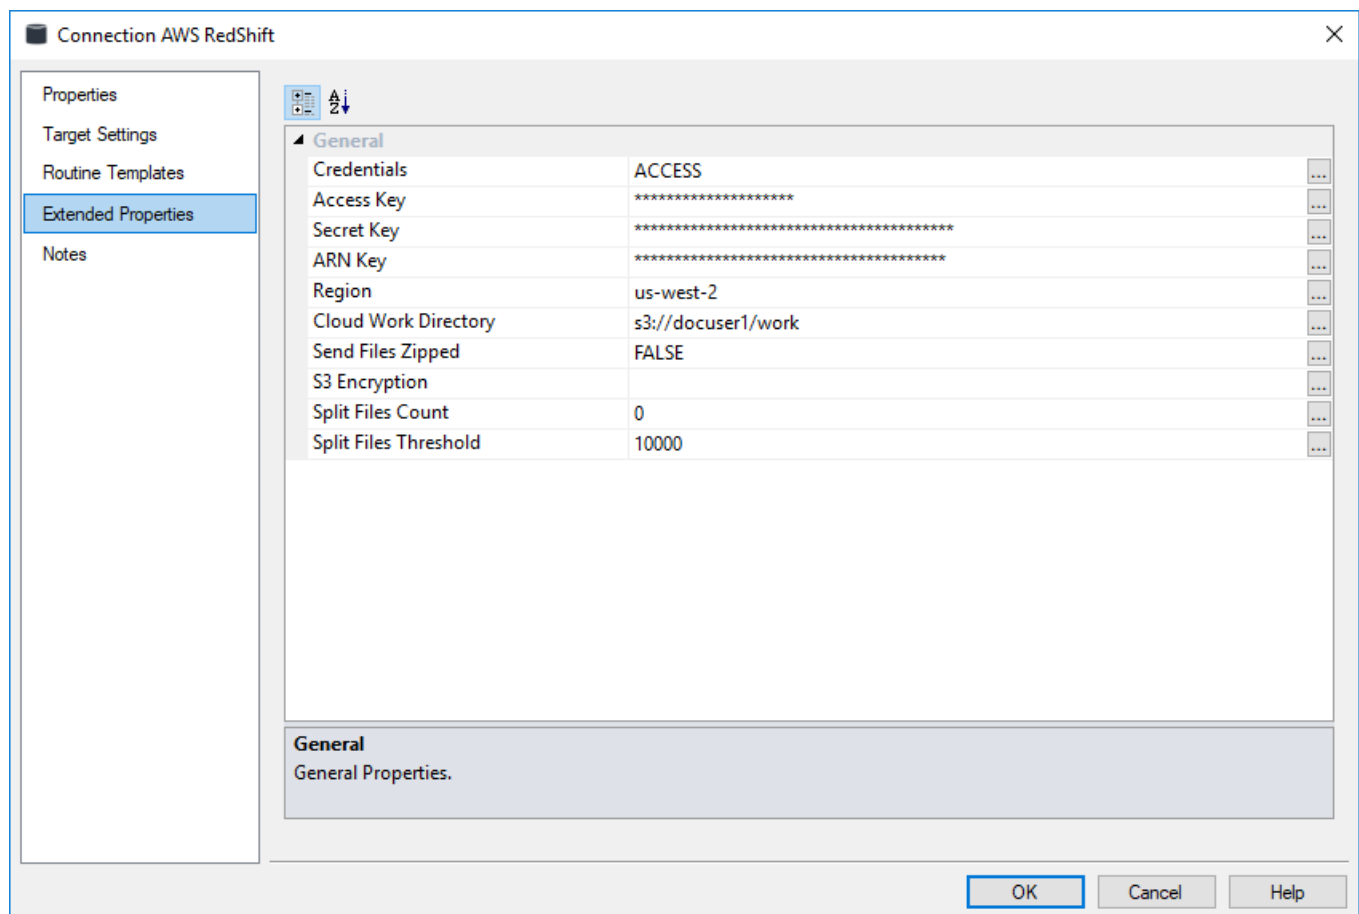 Connection AWS RedShift
Properties
Target Settings
Routine Templates
Extended Properties
Notes
General
Credentials ACCESS ...
Access Key ******************** ...
Secret Key **************************************** ...
ARN Key *************************************** ...
Region us-west-2 ...
Cloud Work Directory s3://docuser1/work ...
Send Files Zipped FALSE ...
S3 Encryption ...
Split Files Count 0 ...
Split Files Threshold 10000 ...
General
General Properties.
OK Cancel Help